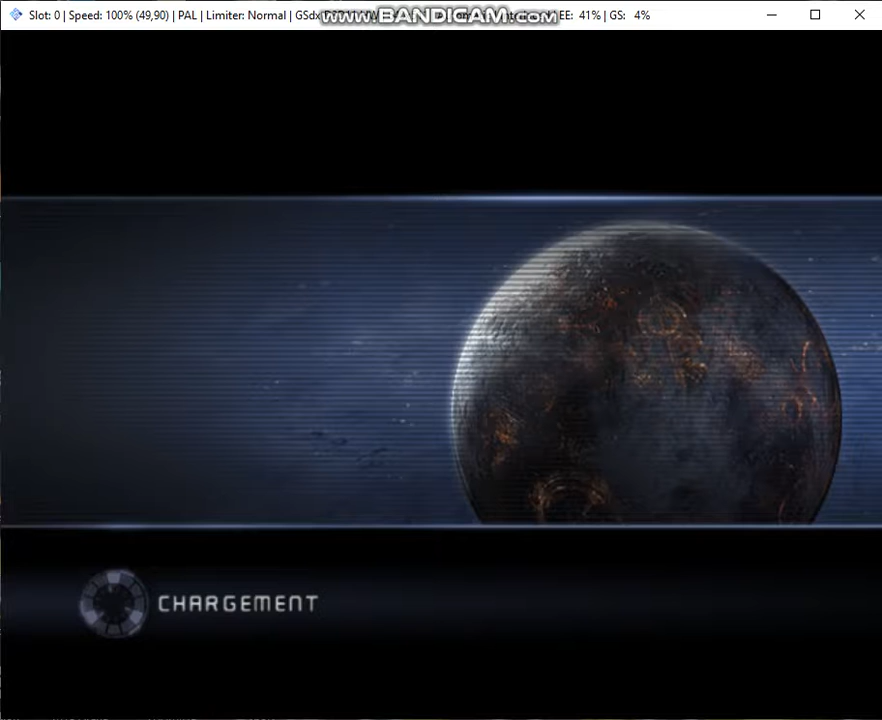 Slot: 0 | Speed: 100% (49,90) | PAL | Limiter: Normal | GSdx
www.BANDICAM.com
EE: 41% | GS: 4%
CHARGEMENT